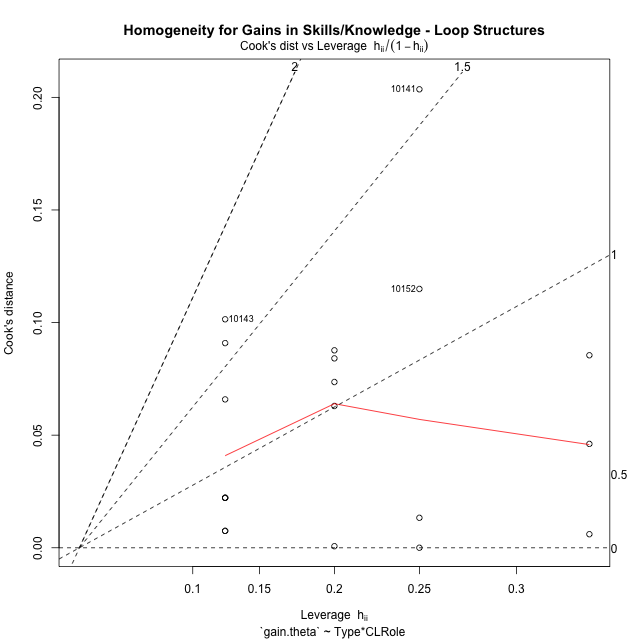 Homogeneity for Gains in Skills/Knowledge - Loop Structures
Cook's dist vs Leverage hii/(1 − hii)
2
1.5
10141
0.20
0.15
1
10152
10143
0.10
Cook's distance
0.05
0.5
0.00
0
0.1 0.15 0.2 0.25 0.3
Leverage hii
`gain.theta` ~ Type*CLRole